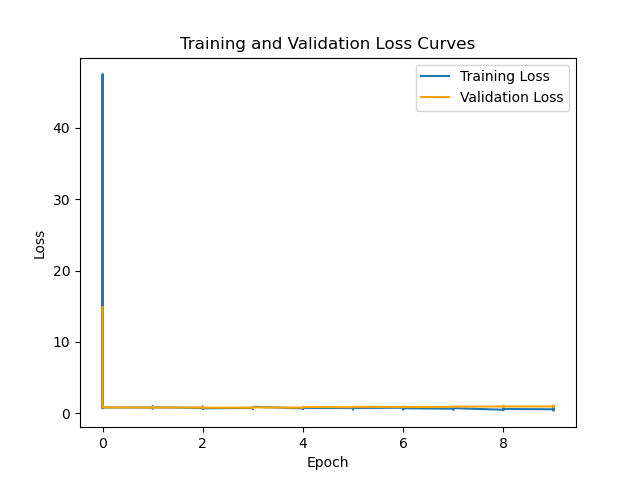 Training and Validation Loss Curves
Training Loss
Validation Loss
40
30
20
10
0
Loss
0 2 4 6 8
Epoch